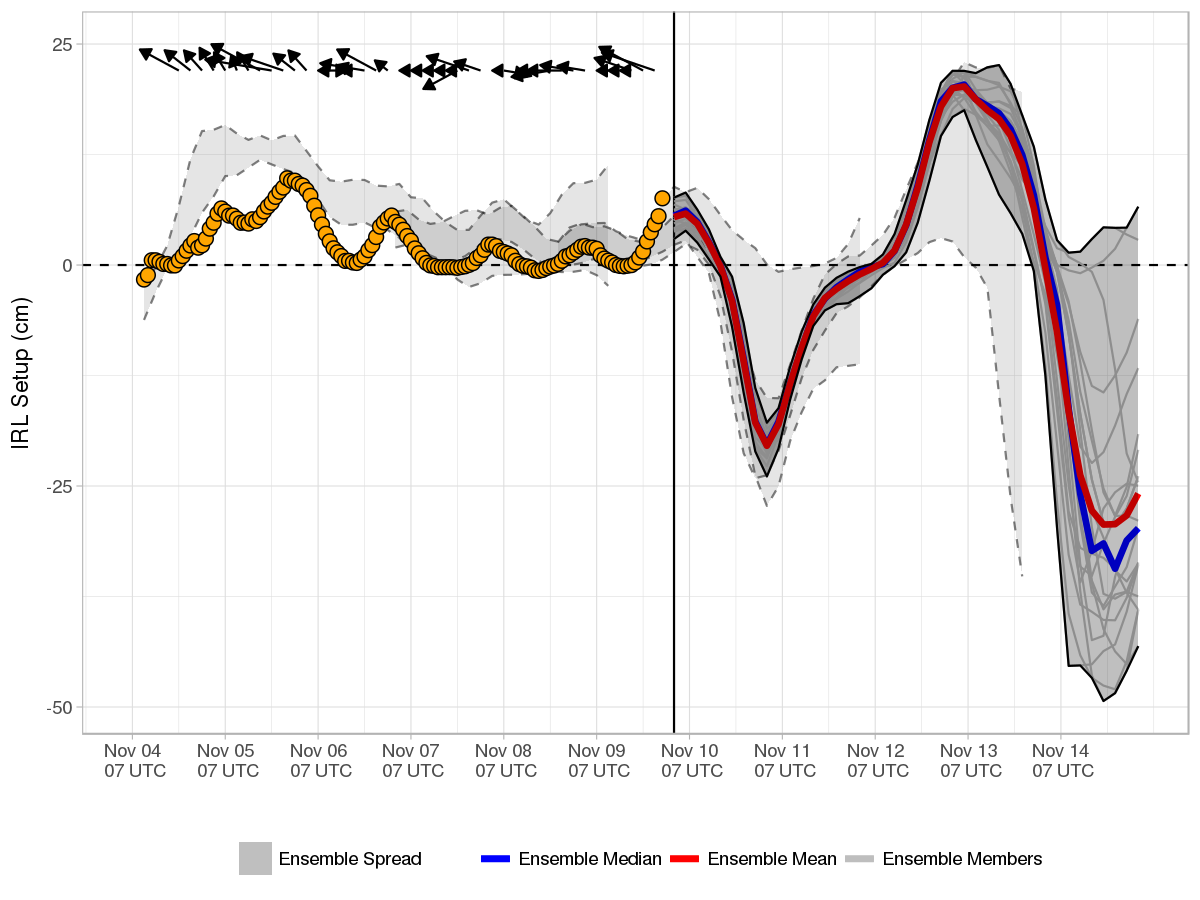 25
0
-25
-50
IRL Setup (cm)
Nov 04 Nov 05 Nov 06 Nov 07 Nov 08 Nov 09 Nov 10 Nov 11 Nov 12 Nov 13 Nov 14
07 UTC 07 UTC 07 UTC 07 UTC 07 UTC 07 UTC 07 UTC 07 UTC 07 UTC 07 UTC 07 UTC
Ensemble Spread Ensemble Median Ensemble Mean Ensemble Members